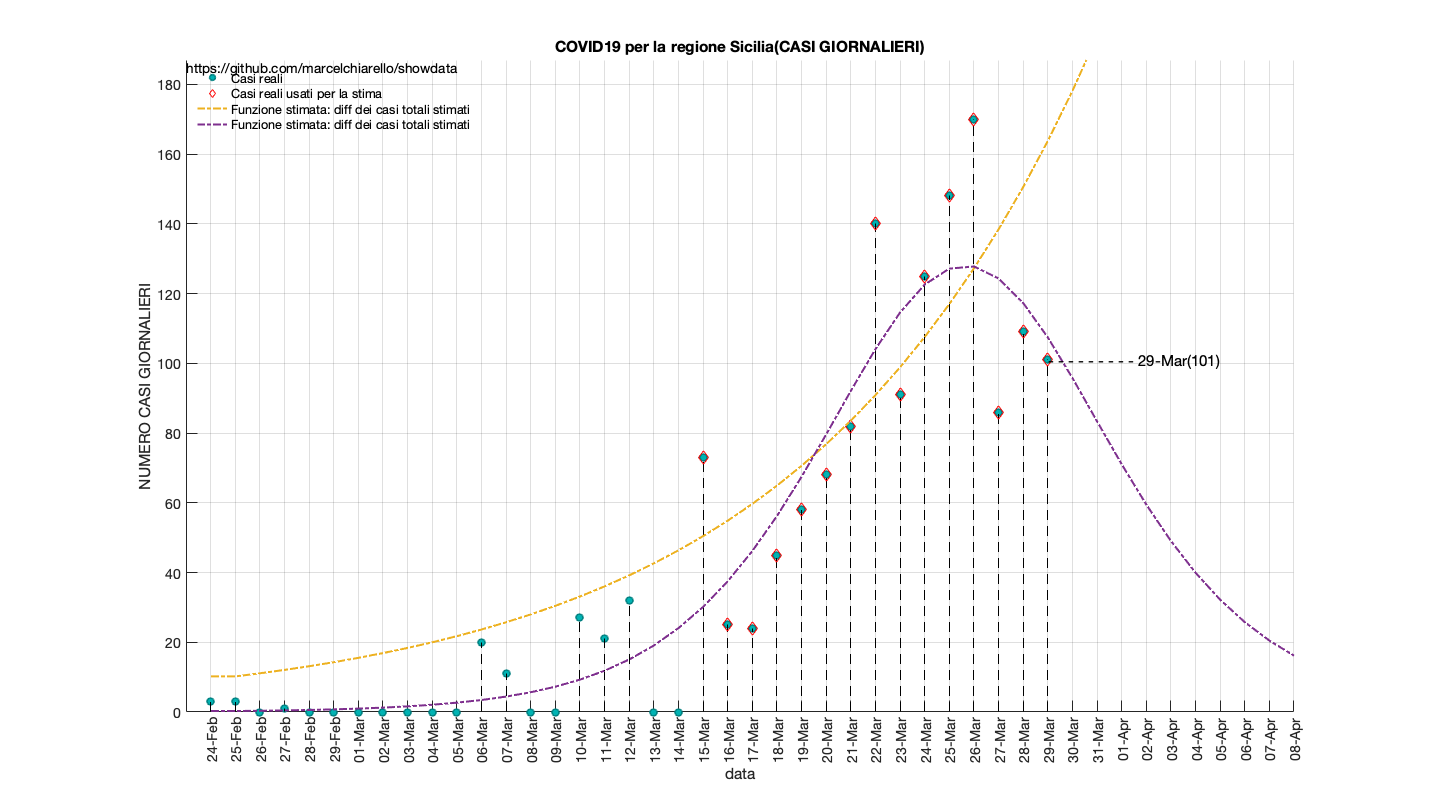 COVID19 per la regione Sicilia(CASI GIORNALIERI)
https://github.com/marcelchiarello/showdata
Casi reali
Casi reali usati per la stima
Funzione stimata: diff dei casi totali stimati
Funzione stimata: diff dei casi totali stimati
180
160
140
120
100
80
60
40
20
0
NUMERO CASI GIORNALIERI
29-Mar(101)
24-Feb
25-Feb
26-Feb
27-Feb
28-Feb
29-Feb
01-Mar
02-Mar
03-Mar
04-Mar
05-Mar
06-Mar
07-Mar
08-Mar
09-Mar
10-Mar
11-Mar
12-Mar
13-Mar
14-Mar
15-Mar
16-Mar
17-Mar
18-Mar
19-Mar
20-Mar
21-Mar
22-Mar
23-Mar
24-Mar
25-Mar
26-Mar
27-Mar
28-Mar
29-Mar
30-Mar
31-Mar
01-Apr
02-Apr
03-Apr
04-Apr
05-Apr
06-Apr
07-Apr
08-Apr
data